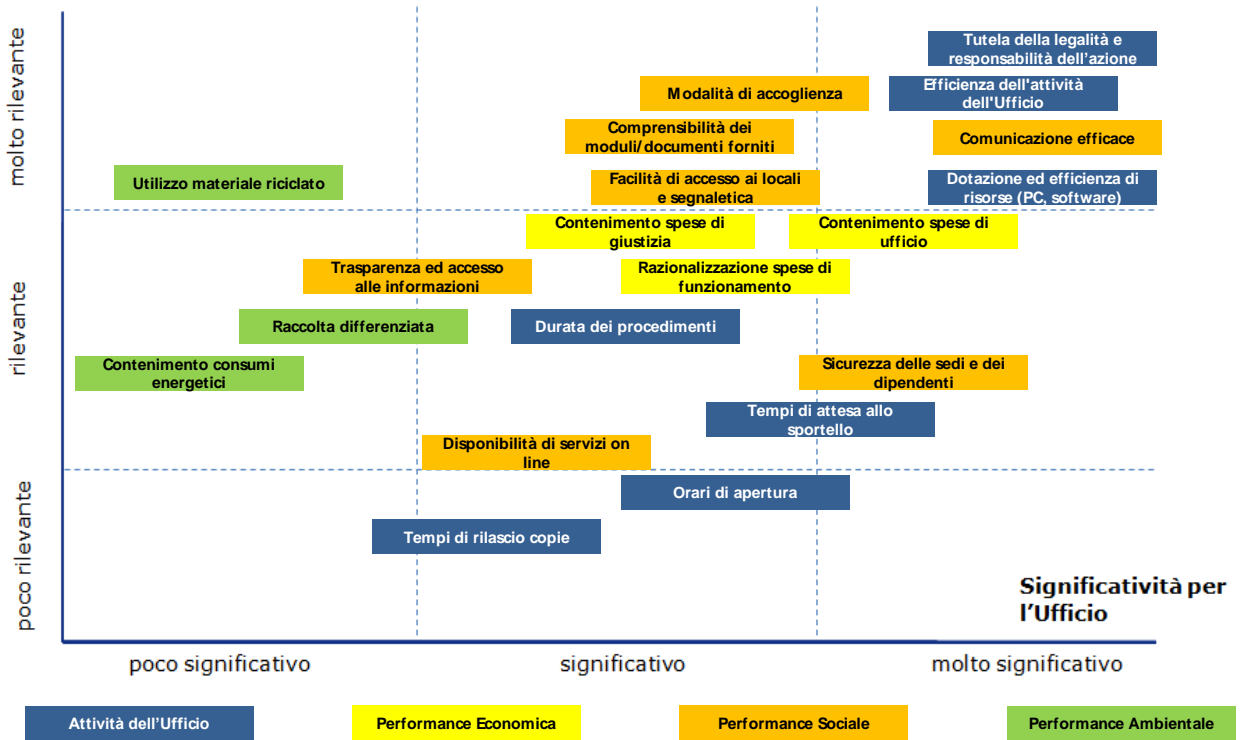 molto rilevante
rilevante
poco rilevante
Tutela della legalità e
responsabilità dell'azione
Modalità di accoglienza
Efficienza dell'attività
dell'Ufficio
Comprensibilità dei
moduli/documenti forniti
Comunicazione efficace
Utilizzo materiale riciclato
Facilità di accesso ai locali
e segnaletica
Dotazione ed efficienza di
risorse (PC, software)
Contenimento spese di
giustizia
Contenimento spese di
ufficio
Trasparenza ed accesso
alle informazioni
Razionalizzazione spese di
funzionamento
Raccolta differenziata
Durata dei procedimenti
Contenimento consumi
energetici
Sicurezza delle sedi e dei
dipendenti
Tempi di attesa allo
sportello
Disponibilità di servizi on
line
Orari di apertura
Tempi di rilascio copie
Significatività per
l'Ufficio
poco significativo
significativo
molto significativo
Attività dell'Ufficio
Performance Economica
Performance Sociale
Performance Ambientale